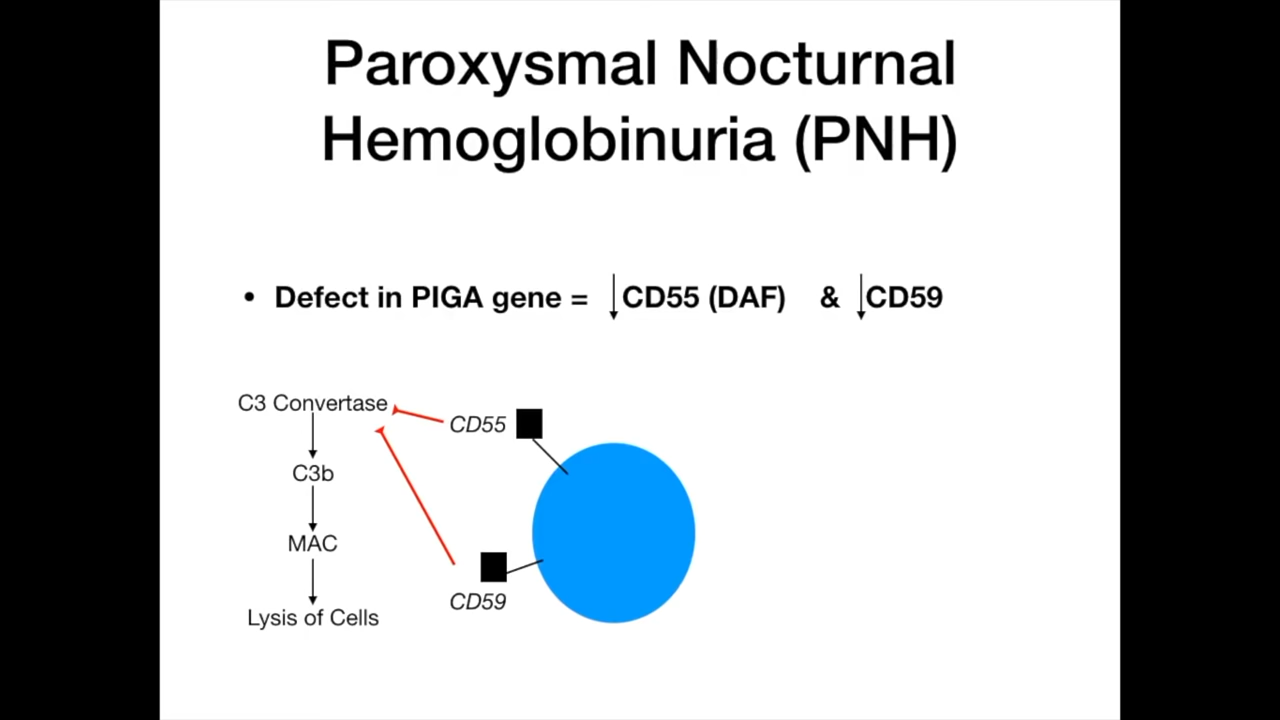 Paroxysmal Nocturnal
Hemoglobinuria (PNH)
• Defect in PIGA gene = ↓CD55 (DAF) & ↓CD59
C3 Convertase
CD55
C3b
MAC
CD59
Lysis of Cells